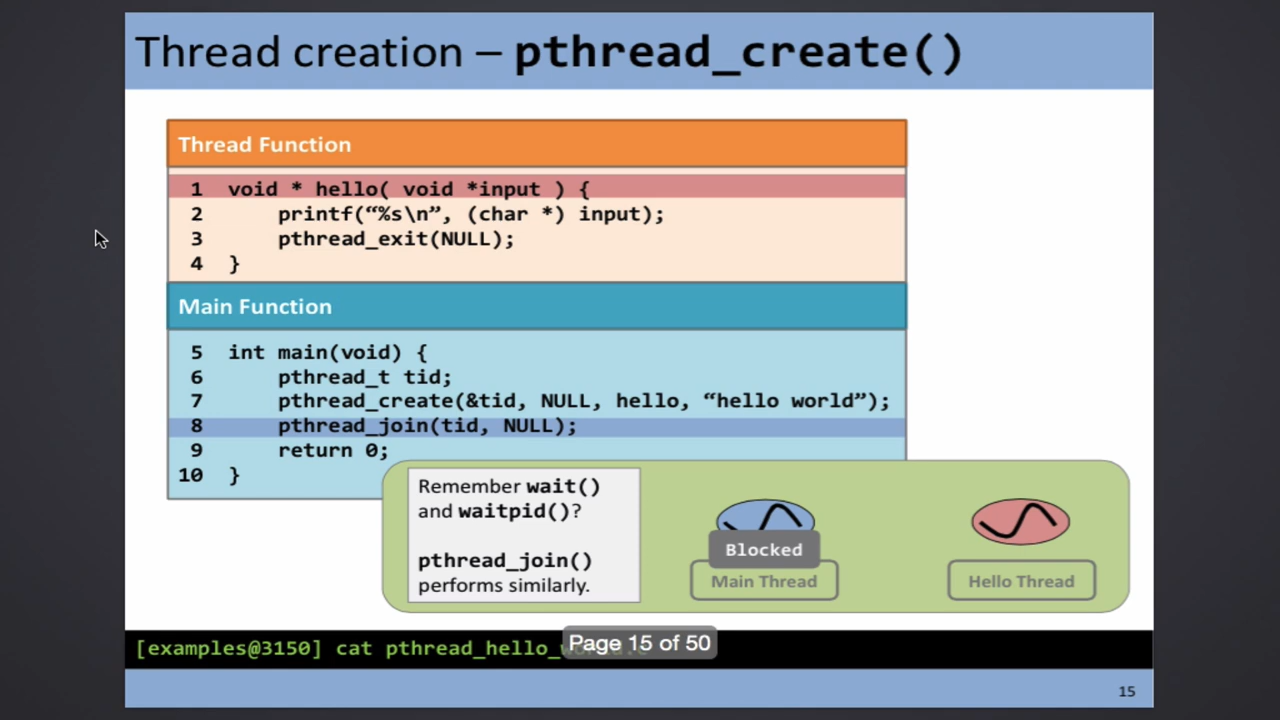 Thread creation – pthread_create()
Thread Function
1 void * hello( void *input ) {
2 printf(“%s\n”, (char *) input);
3 pthread_exit(NULL);
4 }
Main Function
5 int main(void) {
6 pthread_t tid;
7 pthread_create(&tid, NULL, hello, “hello world”);
8 pthread_join(tid, NULL);
9 return 0;
10 }
Remember wait()
and waitpid()?
pthread_join()
performs similarly.
Blocked
Main Thread
Hello Thread
[examples@3150] cat pthread_hello_
Page 15 of 50
15